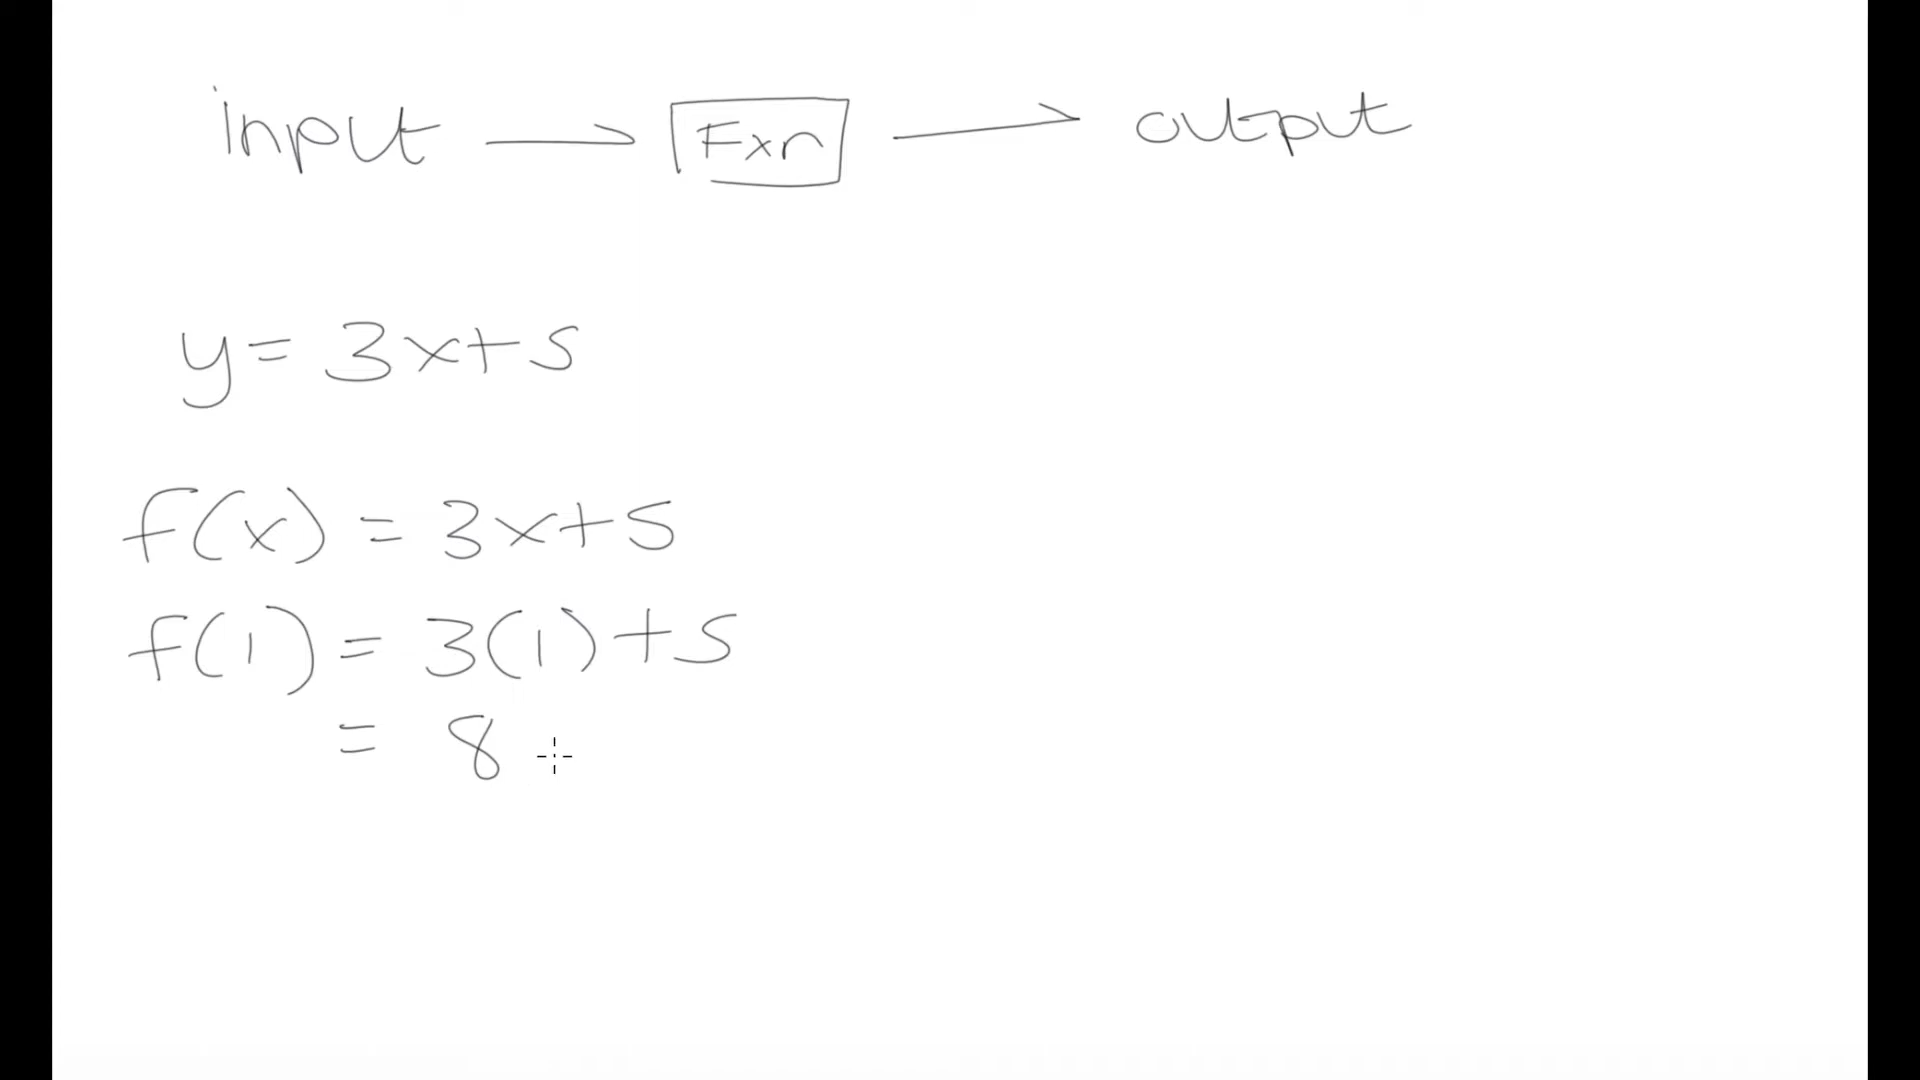 input → Fxn → output
y = 3x+5
f(x) = 3x+5
f(1) = 3(1)+5
= 8